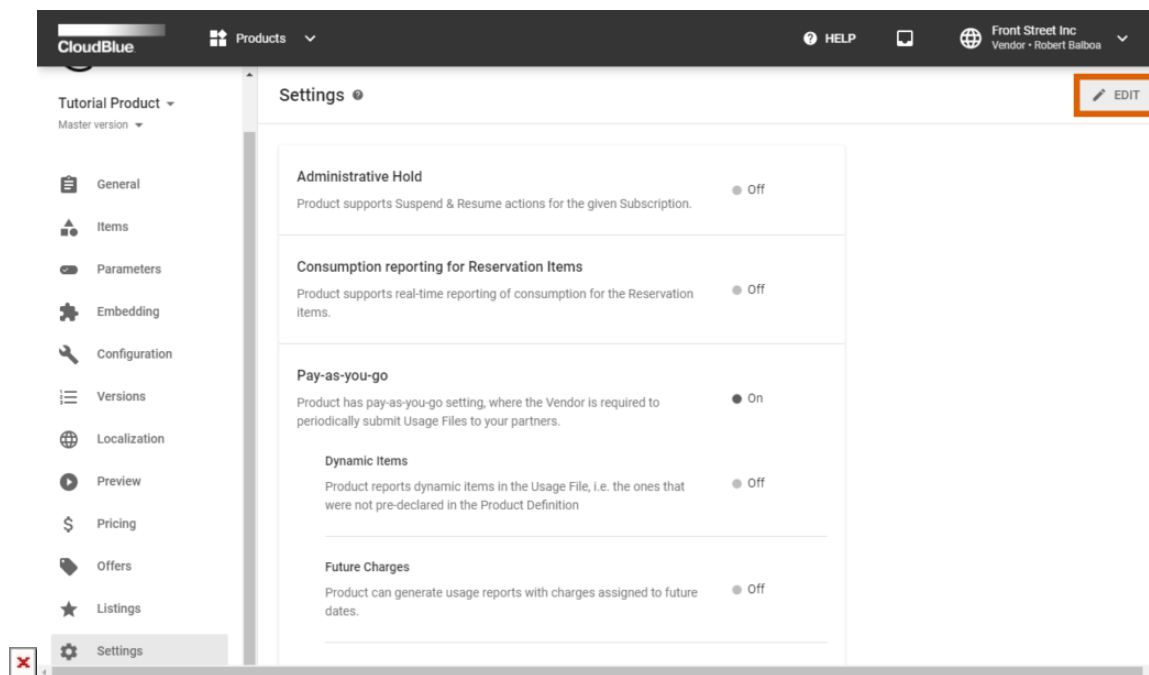 CloudBlue
Products
HELP
Front Street Inc
Vendor • Robert Balboa
Tutorial Product
Master version
General
Items
Parameters
Embedding
Configuration
Versions
Localization
Preview
Pricing
Offers
Listings
Settings
Settings
EDIT
Administrative Hold
Product supports Suspend & Resume actions for the given Subscription.
Off
Consumption reporting for Reservation Items
Product supports real-time reporting of consumption for the Reservation
items.
Off
Pay-as-you-go
Product has pay-as-you-go setting, where the Vendor is required to
periodically submit Usage Files to your partners.
On
Dynamic Items
Product reports dynamic items in the Usage File, i.e. the ones that
were not pre-declared in the Product Definition
Off
Future Charges
Product can generate usage reports with charges assigned to future
dates.
Off